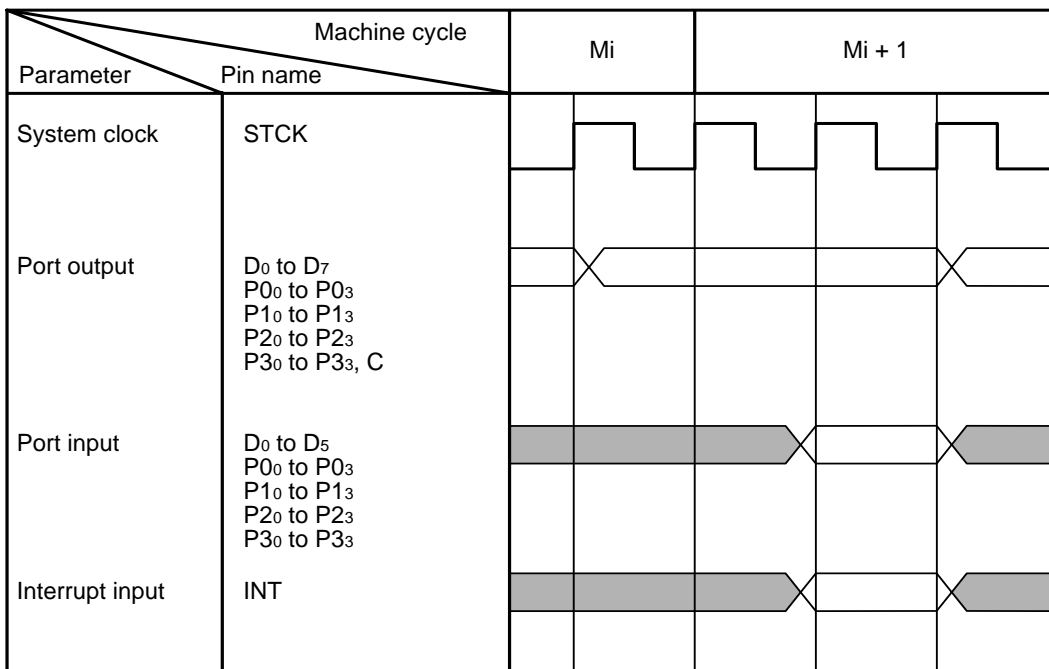 Machine cycle
Mi
Mi + 1
Parameter
Pin name
System clock
STCK
Port output
D0 to D7
P00 to P03
P10 to P13
P20 to P23
P30 to P33, C
Port input
D0 to D5
P00 to P03
P10 to P13
P20 to P23
P30 to P33
Interrupt input
INT